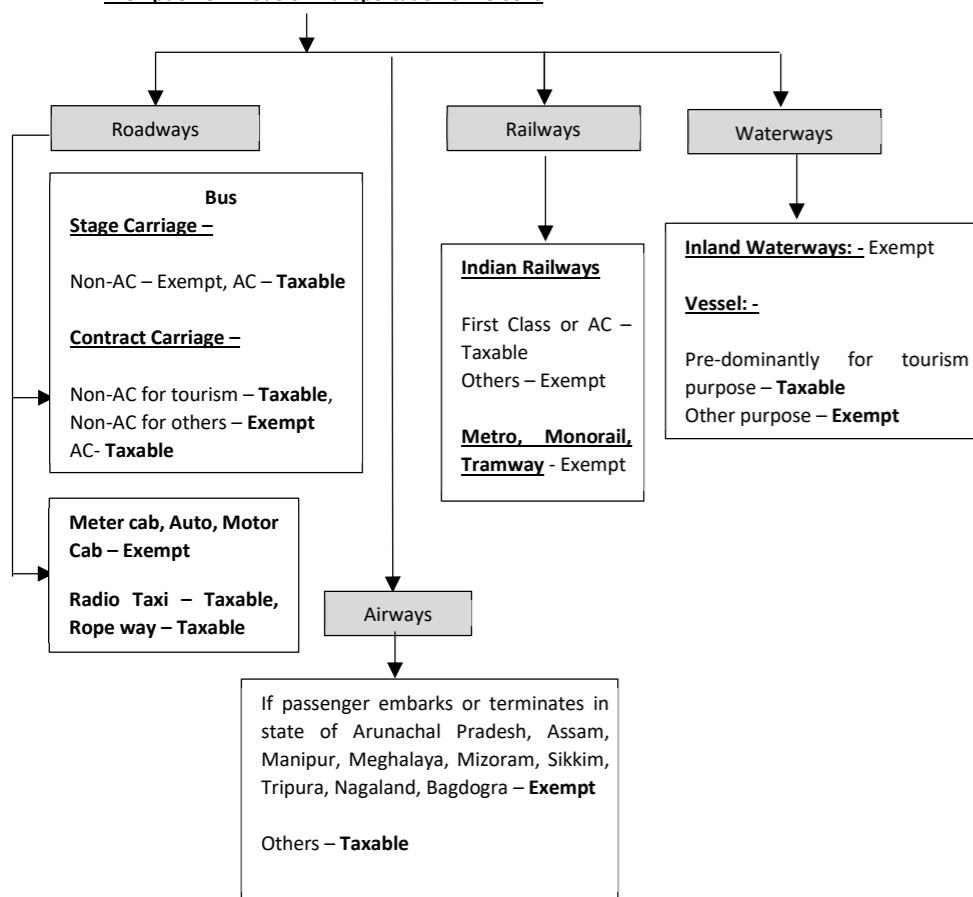 Roadways
Railways
Waterways
Bus
Stage Carriage –
Non-AC – Exempt, AC – Taxable
Contract Carriage –
Non-AC for tourism – Taxable,
Non-AC for others – Exempt
AC- Taxable
Meter cab, Auto, Motor
Cab – Exempt
Radio Taxi – Taxable,
Rope way – Taxable
Indian Railways
First Class or AC –
Taxable
Others – Exempt
Metro, Monorail,
Tramway - Exempt
Inland Waterways: - Exempt
Vessel: -
Pre-dominantly for tourism
purpose – Taxable
Other purpose – Exempt
Airways
If passenger embarks or terminates in
state of Arunachal Pradesh, Assam,
Manipur, Meghalaya, Mizoram, Sikkim,
Tripura, Nagaland, Bagdogra – Exempt
Others – Taxable